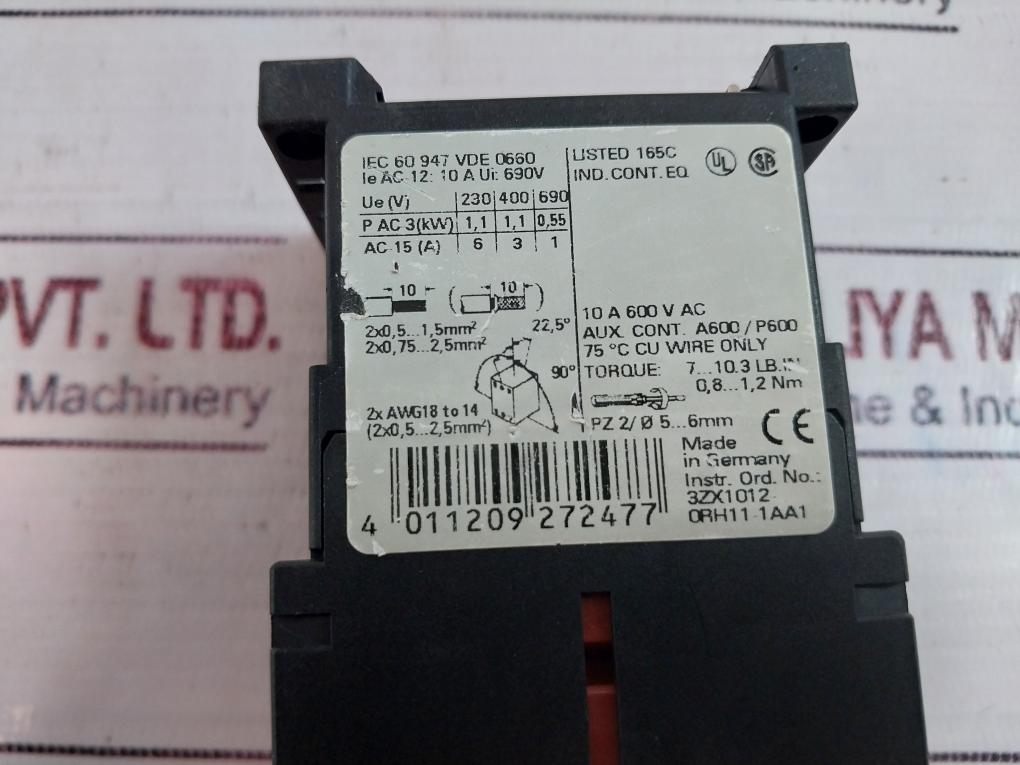 chinery
IEC 60 947 VDE 0660
Ie AC-12: 10 A Ui: 690V
Ue (V) 230 400 690
P AC-3(kW) 1,1 1,1 0,55
AC-15 (A) 6 3 1
10 10
2x0,5...1,5mm²
2x0,75...2,5mm²
22,5°
90°
2x AWG18 to 14
(2x0,5...2,5mm²)
LISTED 165C
IND.CONT.EQ
UL SA
10 A 600 V AC
AUX. CONT. A600 / P600
75 °C CU WIRE ONLY
TORQUE: 7...10.3 LB.IN
0,8...1,2 Nm
PZ 2/ Ø 5...6mm
CE
Made
in Germany
Instr. Ord. No.:
3ZX1012-
0RH11-1AA1
4 011209 272477
PVT. LTD.
Machinery
JYA M
ne & Ind